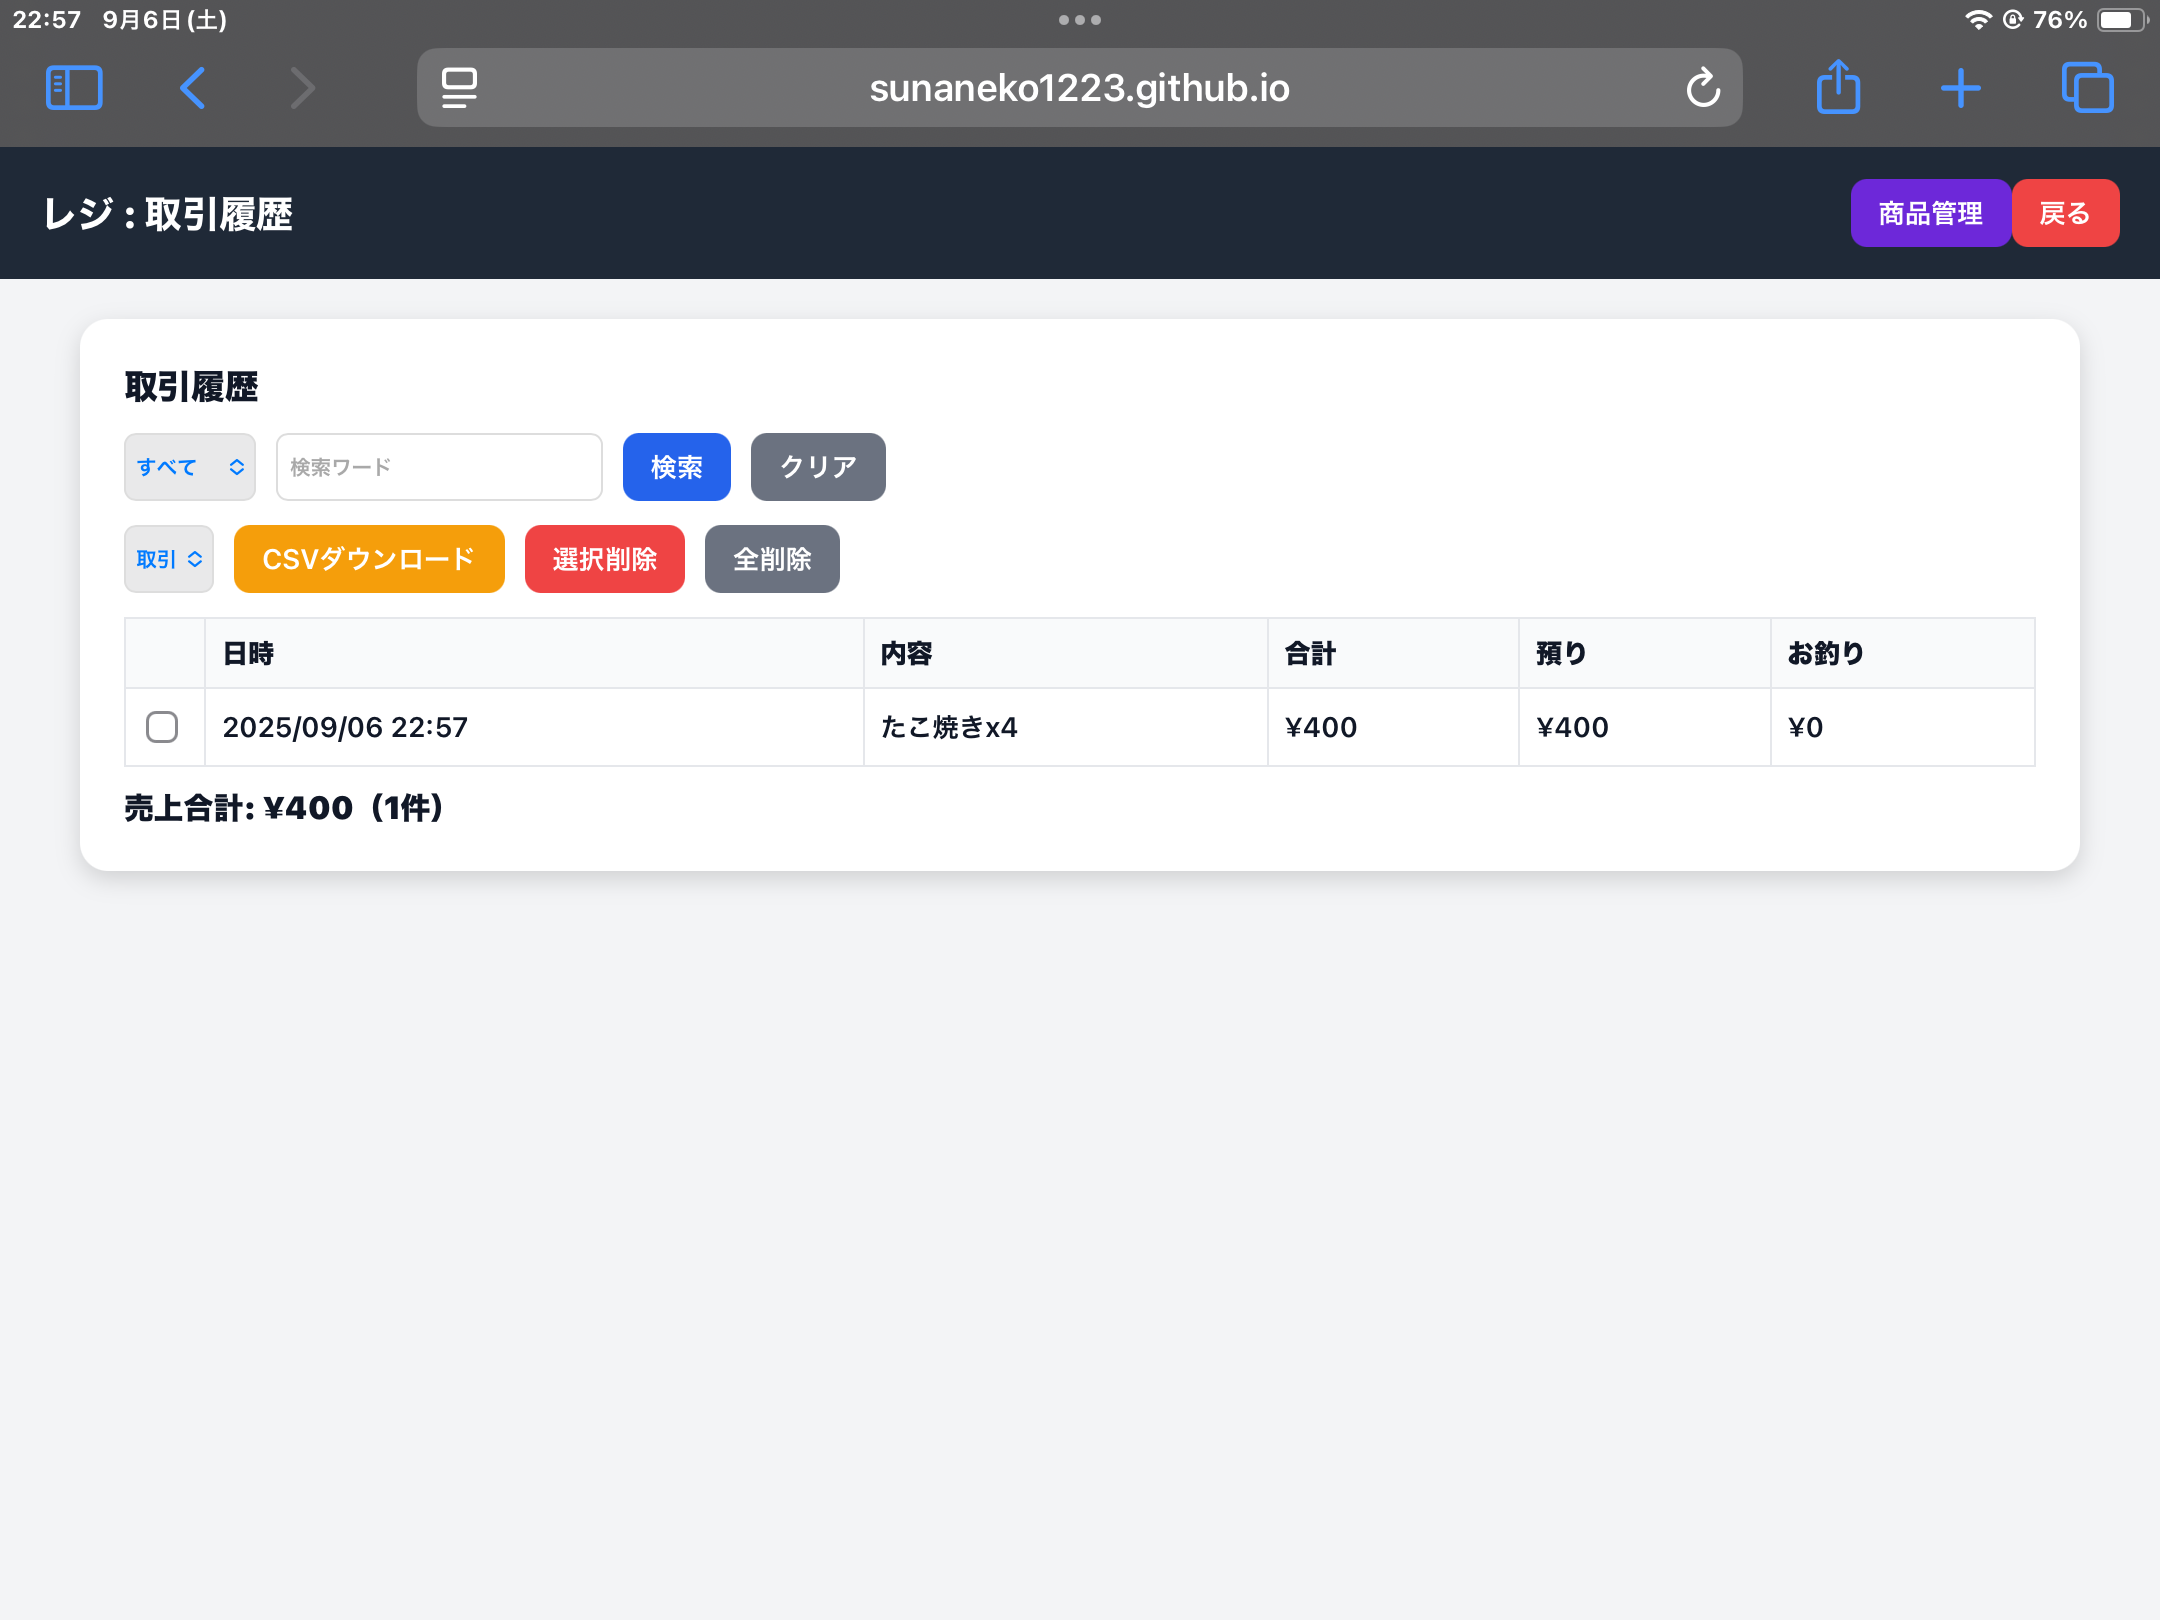 22:57 9月6日(土) 76%
sunaneko1223.github.io
レジ : 取引履歴 商品管理 戻る
取引履歴
すべて 検索ワード 検索 クリア
取引 CSVダウンロード 選択削除 全削除
日時 内容 合計 預り お釣り
2025/09/06 22:57 たこ焼きx4 ¥400 ¥400 ¥0
売上合計: ¥400（1件）